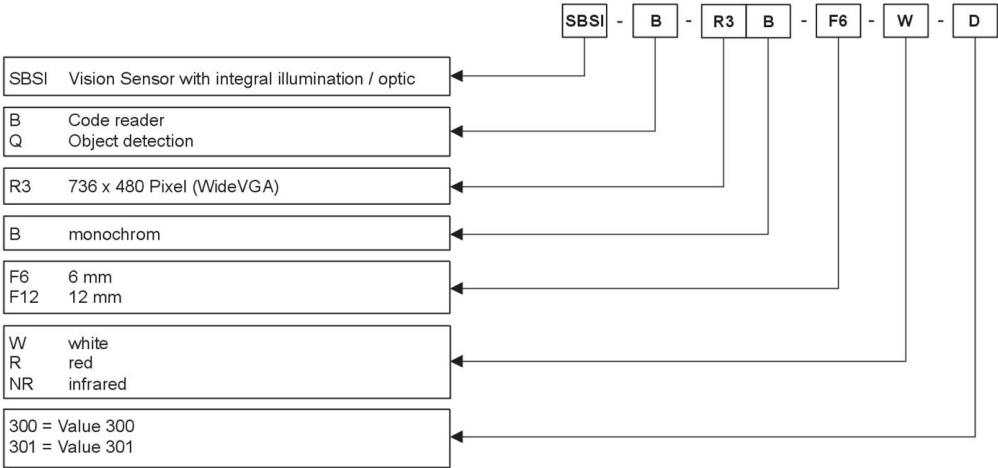 SBSI - B - R3 B - F6 - W - D
SBSI Vision Sensor with integral illumination / optic
B Code reader
Q Object detection
R3 736 x 480 Pixel (WideVGA)
B monochrom
F6 6 mm
F12 12 mm
W white
R red
NR infrared
300 = Value 300
301 = Value 301